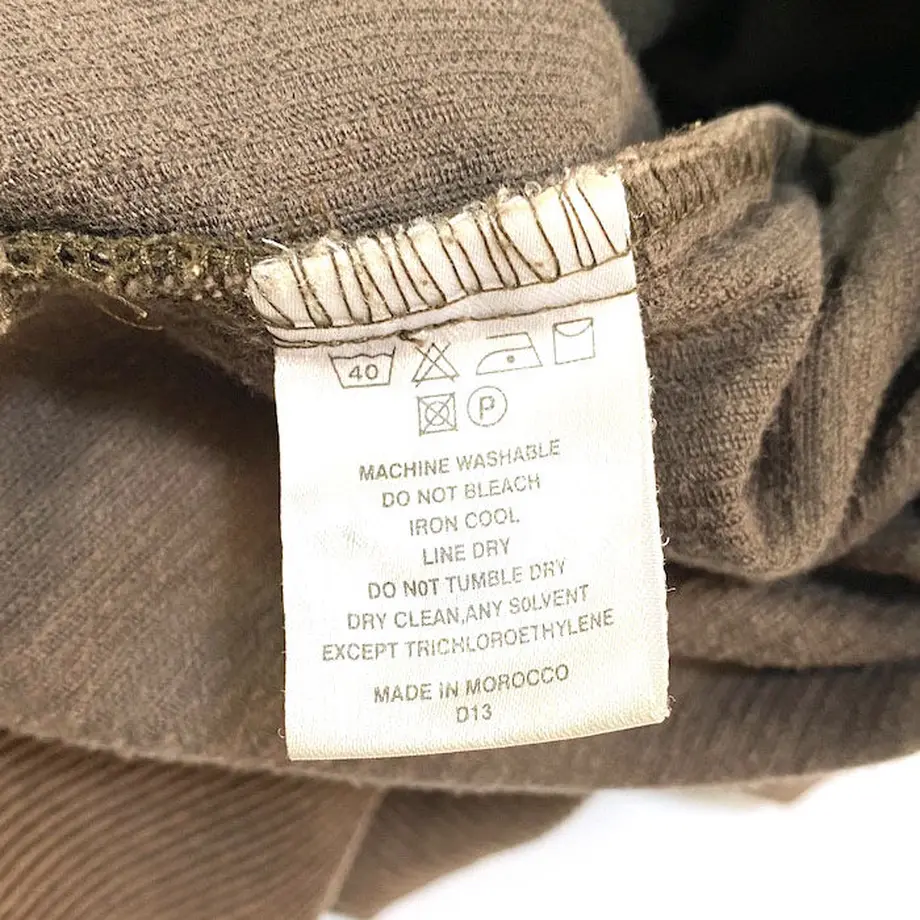 40
P
MACHINE WASHABLE
DO NOT BLEACH
IRON COOL
LINE DRY
DO NOT TUMBLE DRY
DRY CLEAN,ANY SOLVENT
EXCEPT TRICHLOROETHYLENE
MADE IN MOROCCO
D13